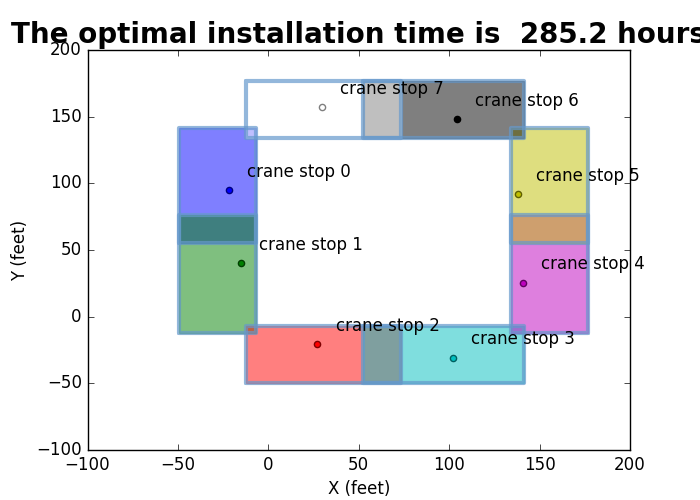 The optimal installation time is  285.2 hours
200
150
100
50
0
−50
−100
Y (feet)
crane stop 7
crane stop 6
crane stop 0
crane stop 5
crane stop 1
crane stop 4
crane stop 2
crane stop 3
−100
−50
0
50
100
150
200
X (feet)